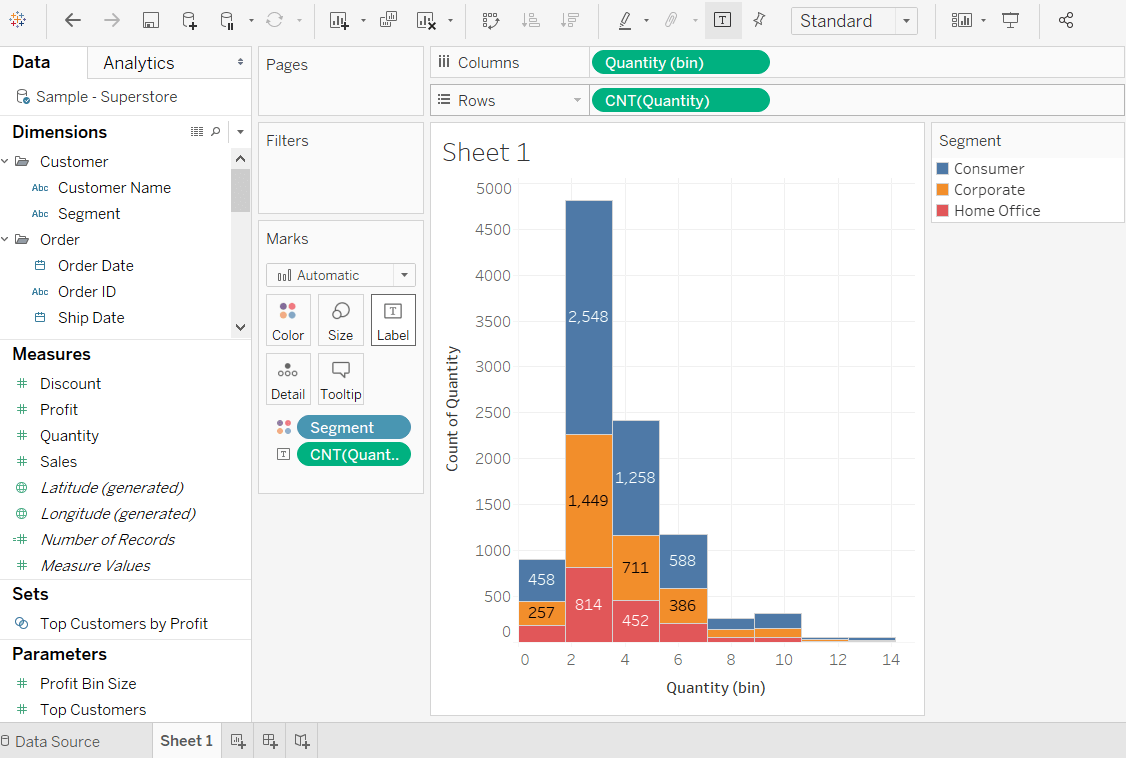 Standard
Data
Analytics
Sample - Superstore
Dimensions
Customer
Abc Customer Name
Abc Segment
Order
Order Date
Abc Order ID
Ship Date
Measures
# Discount
# Profit
# Quantity
# Sales
Latitude (generated)
Longitude (generated)
=# Number of Records
# Measure Values
Sets
Top Customers by Profit
Parameters
# Profit Bin Size
# Top Customers
Pages
Filters
Marks
Automatic
Color Size T Label
Detail Tooltip
Segment
T CNT(Quant..
Columns Quantity (bin)
Rows CNT(Quantity)
Sheet 1
Count of Quantity
5000
4500
4000
3500
3000
2500
2000
1500
1000
500
0
458
257
2,548
1,449
814
1,258
711
452
588
386
0 2 4 6 8 10 12 14
Quantity (bin)
Segment
Consumer
Corporate
Home Office
Data Source
Sheet 1